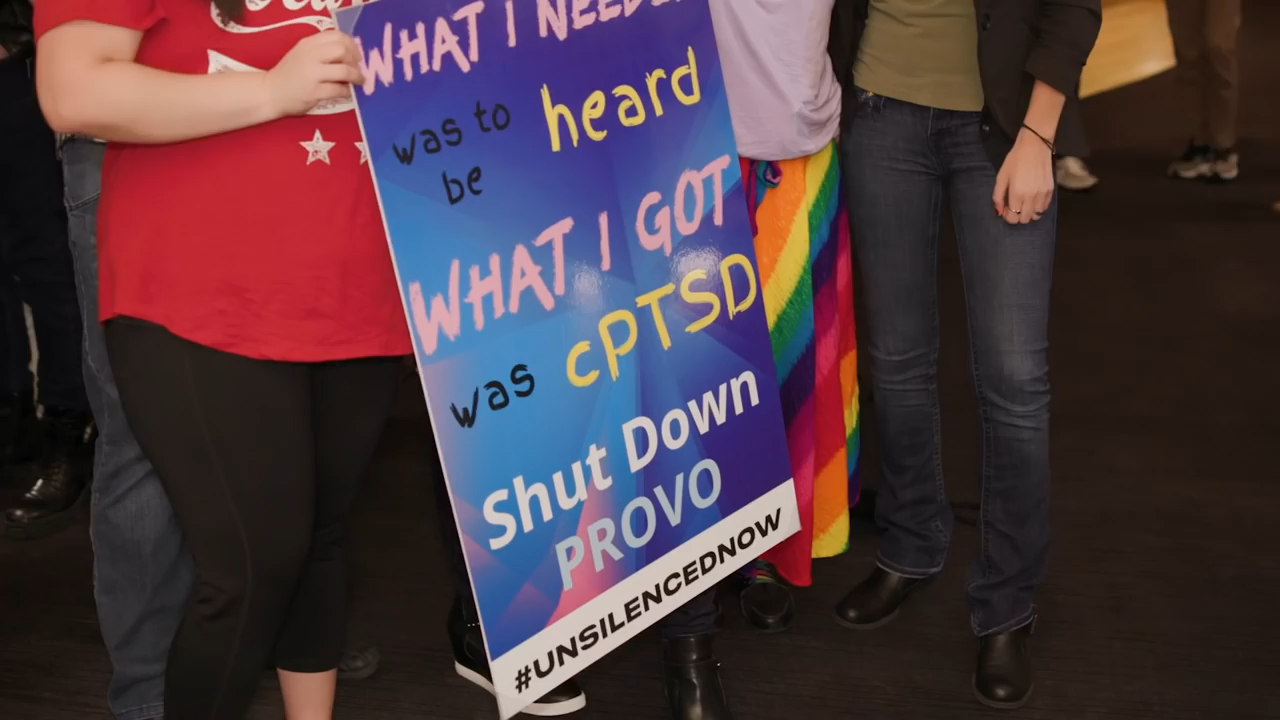 WHAT I NEEDED
was to heard
be
WHAT I GOT
was cPTSD
Shut Down
PROVO
#UNSILENCEDNOW